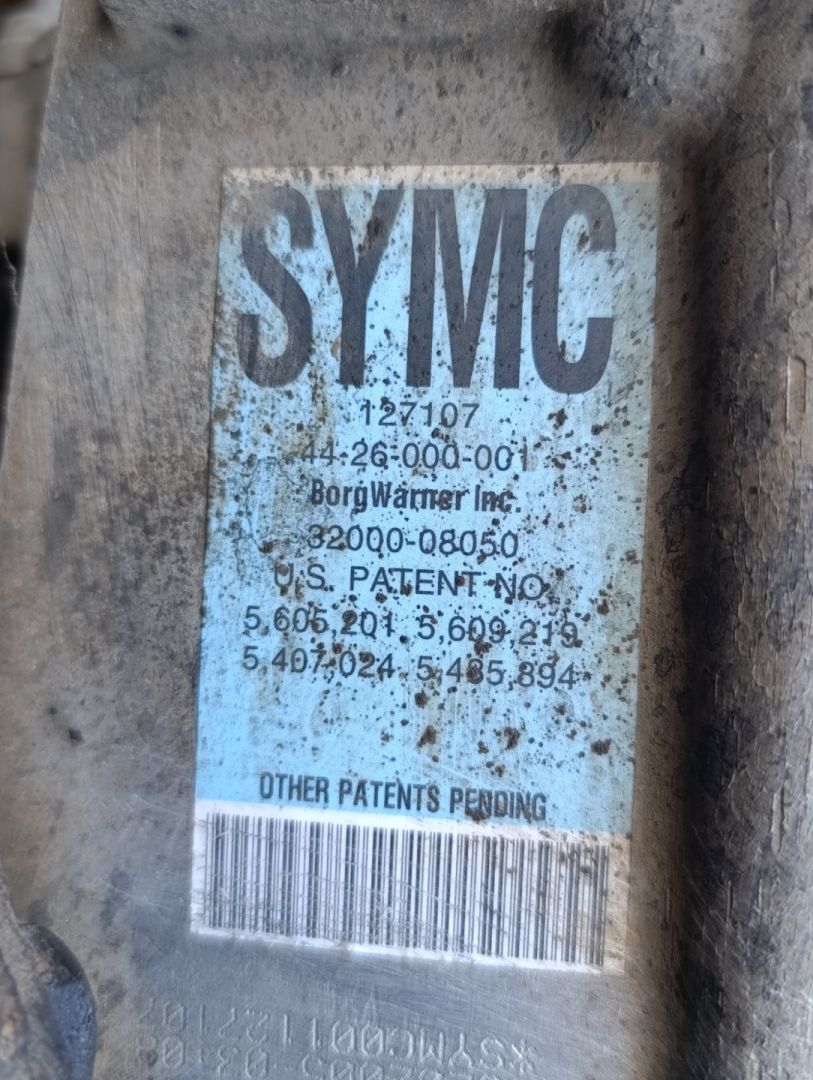 SYMC
127107
44-26-000-001
BorgWarner Inc.
32000-08050
U.S. PATENT NO.
5,605,201 5,609,219
5,407,024 5,485,894
OTHER PATENTS PENDING
*SYMC001127107